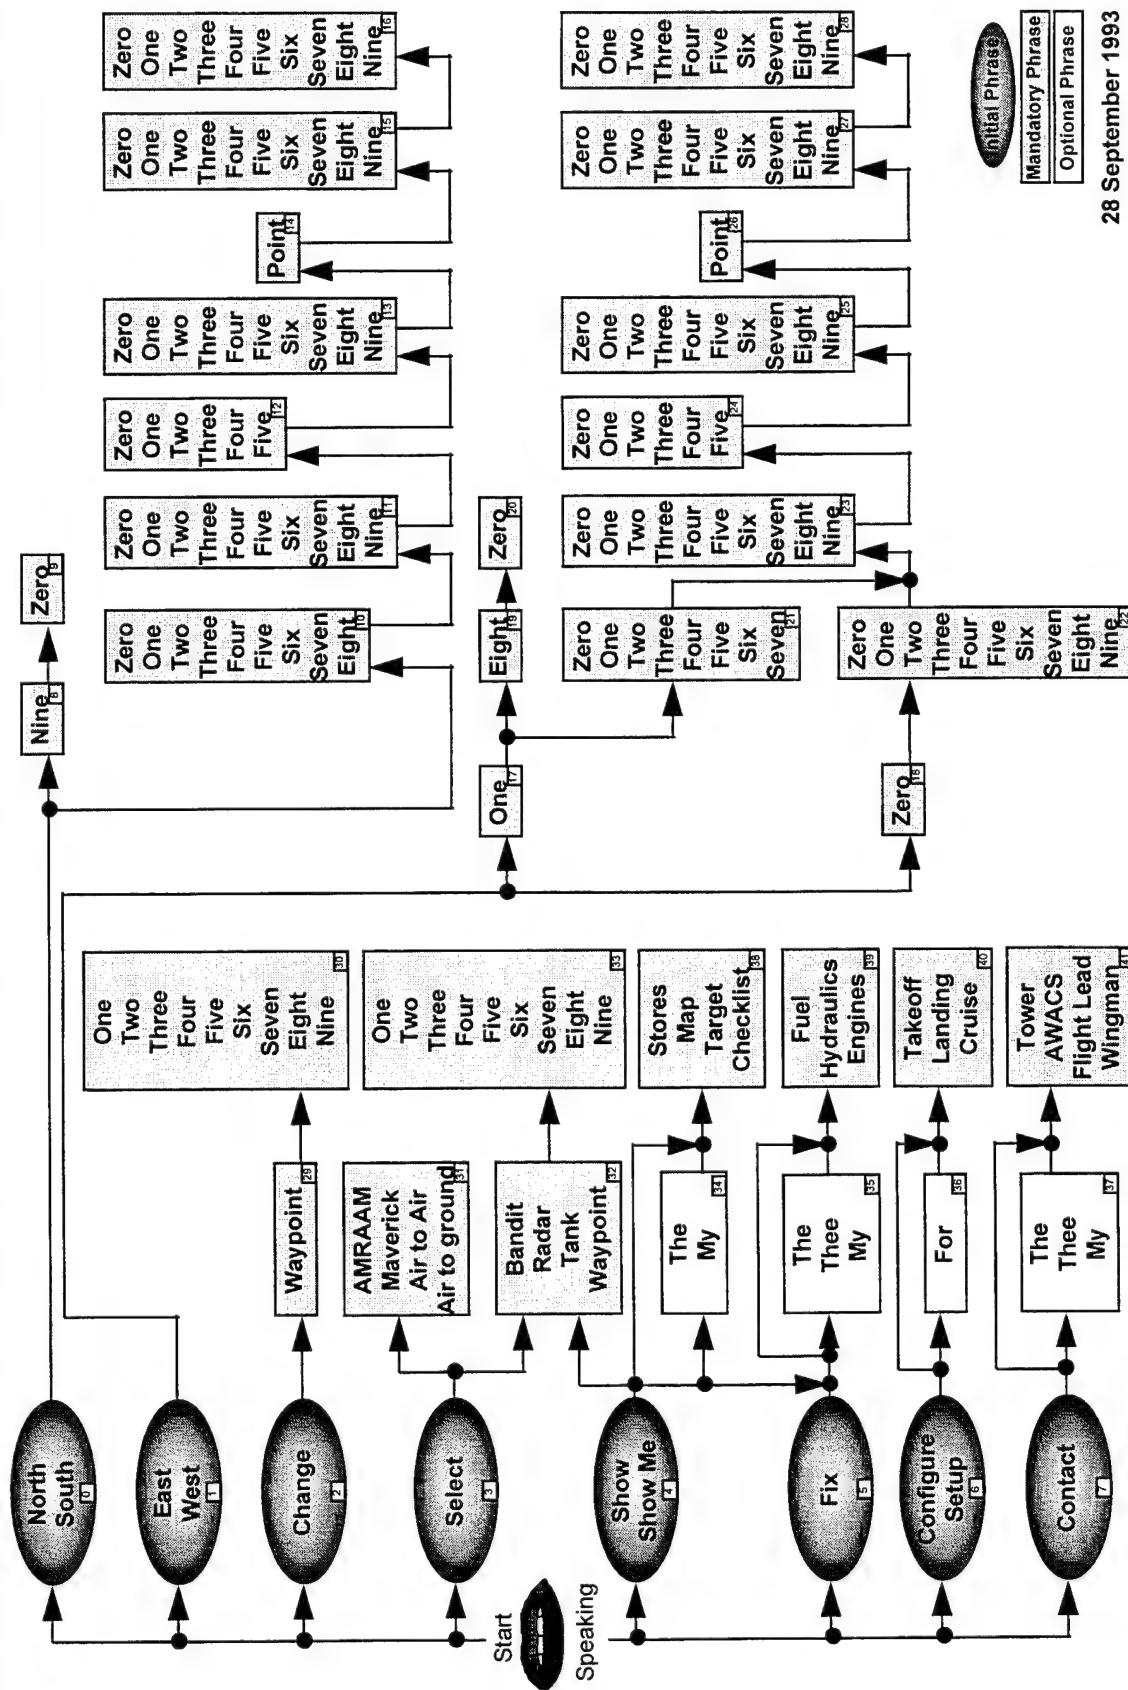 Start
Speaking
North
South
0
Nine
8
Zero
9
Zero
One
Two
Three
Four
Five
Six
Seven
Eight
10
Zero
One
Two
Three
Four
Five
Six
Seven
Eight
Nine
11
Zero
One
Two
Three
Four
Five
12
Zero
One
Two
Three
Four
Five
Six
Seven
Eight
Nine
13
Point
14
Zero
One
Two
Three
Four
Five
Six
Seven
Eight
Nine
15
Zero
One
Two
Three
Four
Five
Six
Seven
Eight
Nine
16
East
West
1
One
17
Eight
19
Zero
20
Zero
One
Two
Three
Four
Five
Six
Seven
21
Zero
18
Zero
One
Two
Three
Four
Five
Six
Seven
Eight
Nine
22
Zero
One
Two
Three
Four
Five
Six
Seven
Eight
Nine
23
Zero
One
Two
Three
Four
Five
24
Zero
One
Two
Three
Four
Five
Six
Seven
Eight
Nine
25
Point
26
Zero
One
Two
Three
Four
Five
Six
Seven
Eight
Nine
27
Zero
One
Two
Three
Four
Five
Six
Seven
Eight
Nine
28
Change
2
Waypoint
29
One
Two
Three
Four
Five
Six
Seven
Eight
Nine
30
Select
3
AMRAAM
Maverick
Air to Air
Air to ground
31
Bandit
Radar
Tank
Waypoint
32
One
Two
Three
Four
Five
Six
Seven
Eight
Nine
33
Show
Show Me
4
The
My
34
Stores
Map
Target
Checklist
38
Fix
5
The
Thee
My
35
Fuel
Hydraulics
Engines
39
Configure
Setup
6
For
36
Takeoff
Landing
Cruise
40
Contact
7
The
Thee
My
37
Tower
AWACS
Flight Lead
Wingman
41
Initial Phrase
Mandatory Phrase
Optional Phrase
28 September 1993